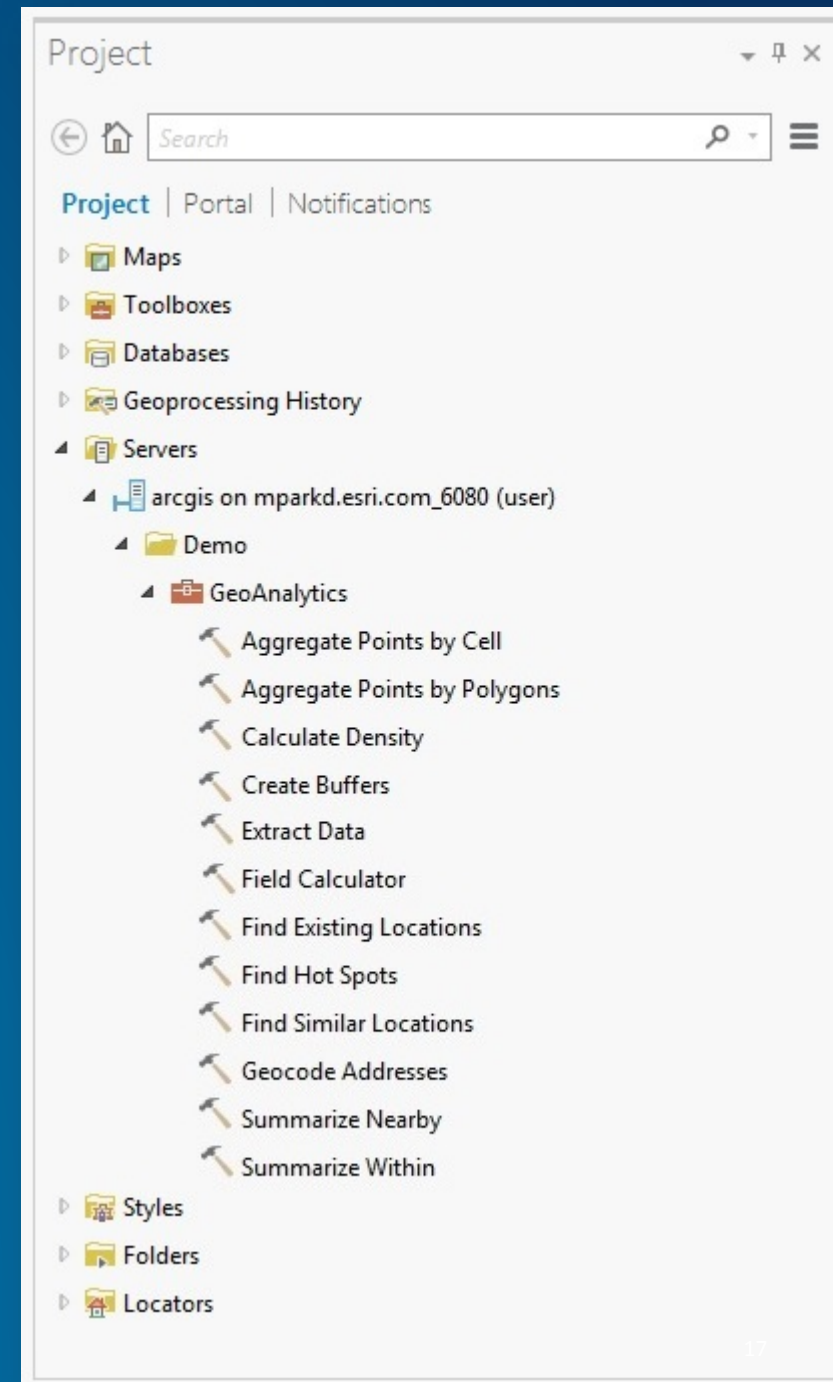 Project
Search
Project | Portal | Notifications
Maps
Toolboxes
Databases
Geoprocessing History
Servers
arcgis on mparkd.esri.com_6080 (user)
Demo
GeoAnalytics
Aggregate Points by Cell
Aggregate Points by Polygons
Calculate Density
Create Buffers
Extract Data
Field Calculator
Find Existing Locations
Find Hot Spots
Find Similar Locations
Geocode Addresses
Summarize Nearby
Summarize Within
Styles
Folders
Locators
17